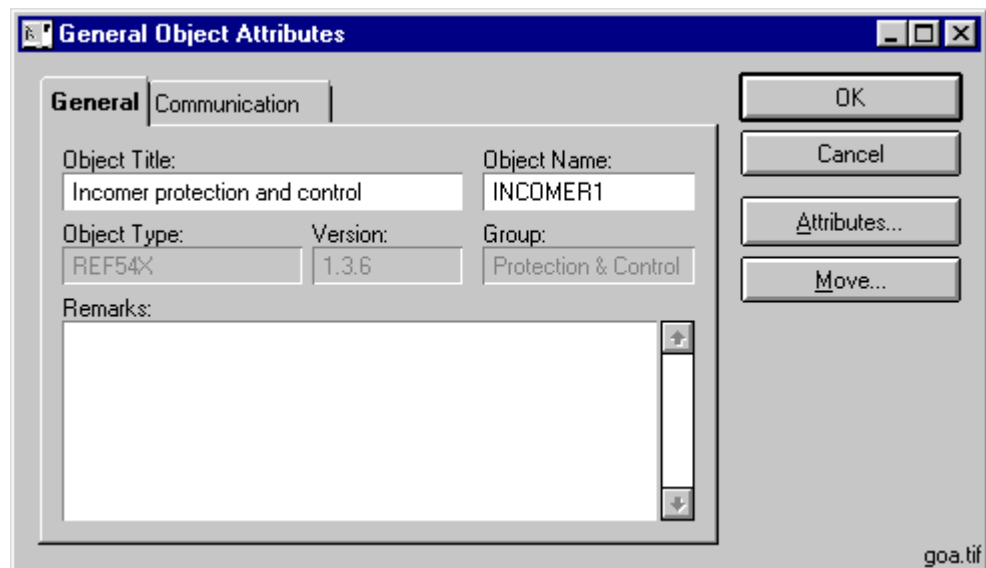 General Object Attributes
General Communication
OK
Object Title: Object Name:
Cancel
Incomer protection and control INCOMER1
Attributes...
Object Type: Version: Group:
REF54X 1.3.6 Protection & Control
Move...
Remarks:
goa.tif